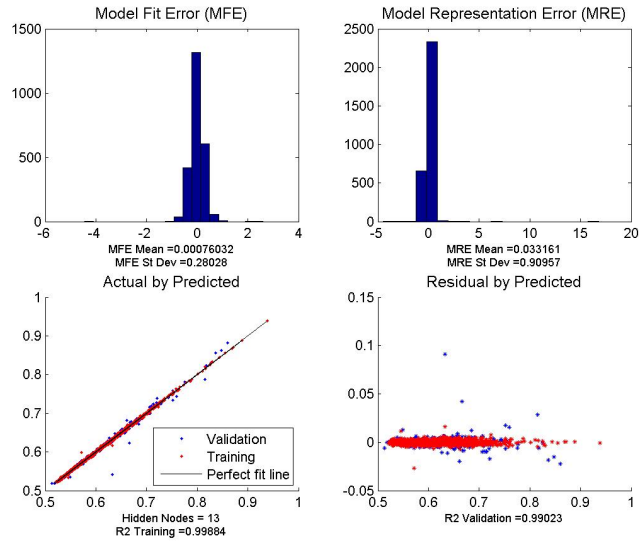 Model Fit Error (MFE)
1500
1000
500
0
-6 -4 -2 0 2 4 6
MFE Mean =0.00076032
MFE St Dev =0.28028
Model Representation Error (MRE)
2500
2000
1500
1000
500
0
-5 0 5 10 15 20
MRE Mean =0.033161
MRE St Dev =0.90957
Actual by Predicted
1
0.9
0.8
0.7
0.6
0.5
Validation
Training
Perfect fit line
0.5 0.6 0.7 0.8 0.9 1
Hidden Nodes = 13
R2 Training =0.99884
Residual by Predicted
0.15
0.1
0.05
0
-0.05
0.5 0.6 0.7 0.8 0.9 1
R2 Validation =0.99023